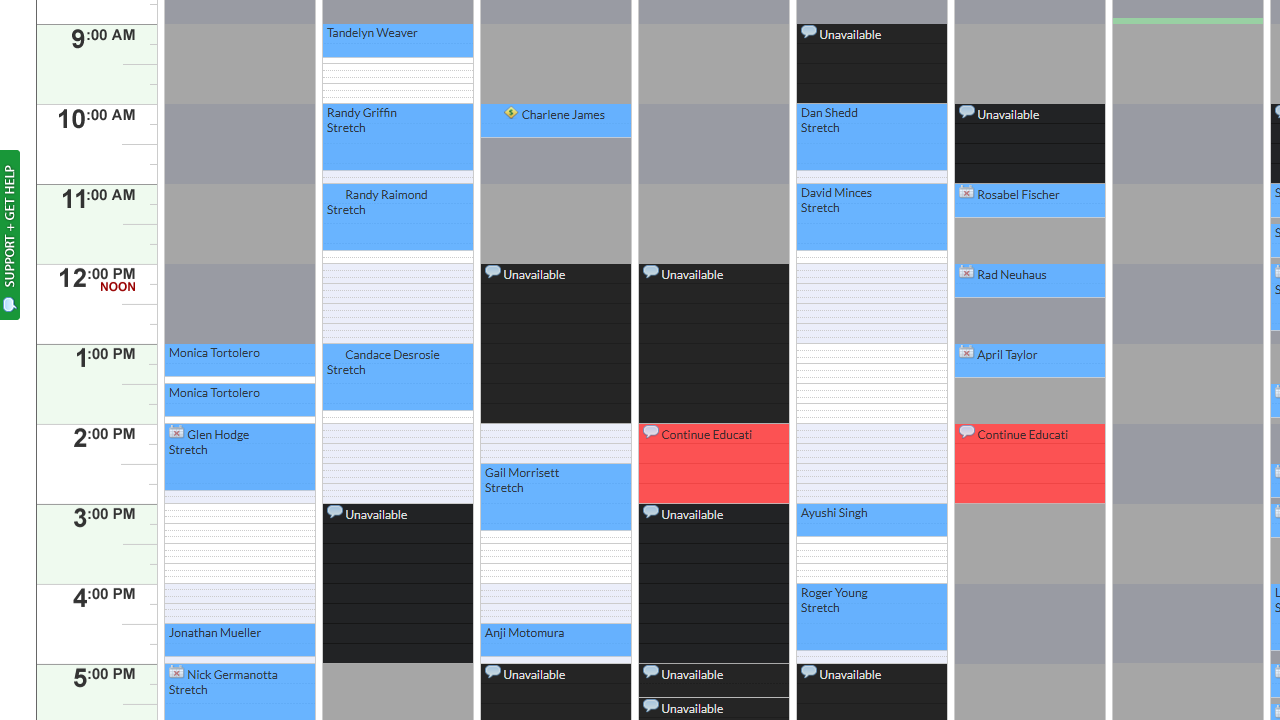 SUPPORT + GET HELP
9:00 AM
10:00 AM
11:00 AM
12:00 PM
NOON
1:00 PM
2:00 PM
3:00 PM
4:00 PM
5:00 PM
Monica Tortolero
Monica Tortolero
Glen Hodge
Stretch
Jonathan Mueller
Nick Germanotta
Stretch
Tandelyn Weaver
Randy Griffin
Stretch
Randy Raimond
Stretch
Candace Desrosie
Stretch
Unavailable
Charlene James
Unavailable
Gail Morrisett
Stretch
Anji Motomura
Unavailable
Unavailable
Continue Educati
Unavailable
Unavailable
Unavailable
Unavailable
Dan Shedd
Stretch
David Minces
Stretch
Ayushi Singh
Roger Young
Stretch
Unavailable
Unavailable
Rosabel Fischer
Rad Neuhaus
April Taylor
Continue Educati